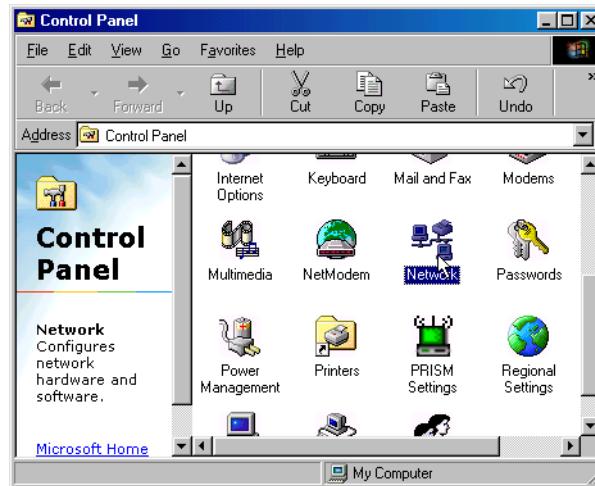 Control Panel
File Edit View Go Favorites Help
Back Forward Up Cut Copy Paste Undo »
Address Control Panel
Control
Panel
Network
Configures
network
hardware and
software.
Microsoft Home
Internet
Options
Keyboard
Mail and Fax
Modems
Multimedia
NetModem
Network
Passwords
Power
Management
Printers
PRISM
Settings
Regional
Settings
My Computer